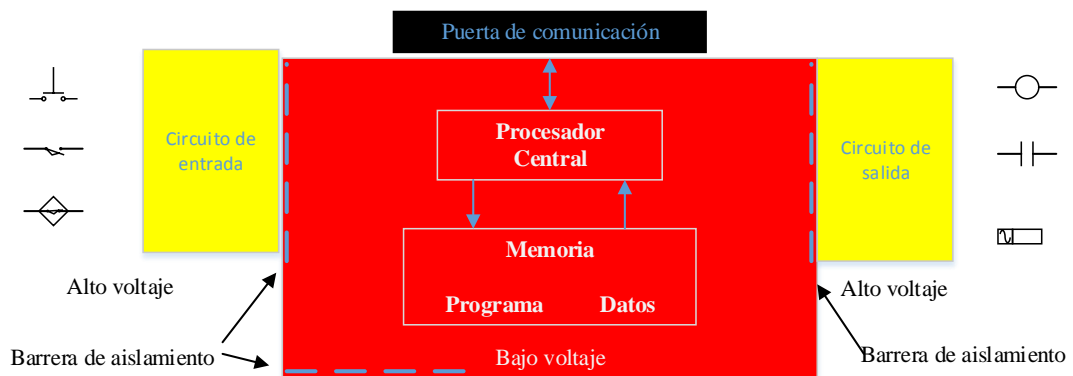 Puerta de comunicación
Circuito de
entrada
Procesador
Central
Circuito de
salida
Memoria
Programa Datos
Alto voltaje
Alto voltaje
Barrera de aislamiento
Bajo voltaje
Barrera de aislamiento